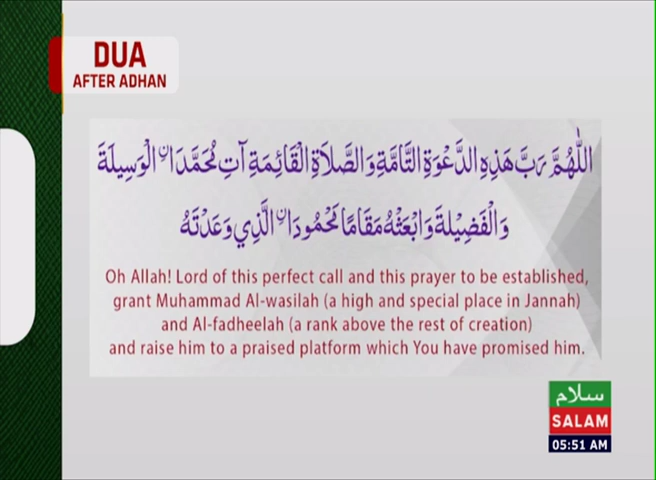 DUA
AFTER ADHAN
اللّٰهُمَّ رَبَّ هَذِهِ الدَّعْوَةِ التَّامَّةِ وَالصَّلَاةِ الْقَائِمَةِ آتِ مُحَمَّدَا نِ الْوَسِيلَةَ
وَالْفَضِيْلةَ وَابْعَثْهُ مَقَامًا مَحْمُودَا نِ الَّذِي وَعَدْتَهُ
Oh Allah! Lord of this perfect call and this prayer to be established,
grant Muhammad Al-wasilah (a high and special place in Jannah)
and Al-fadheelah (a rank above the rest of creation)
and raise him to a praised platform which You have promised him.
سلام
SALAM
05:51 AM